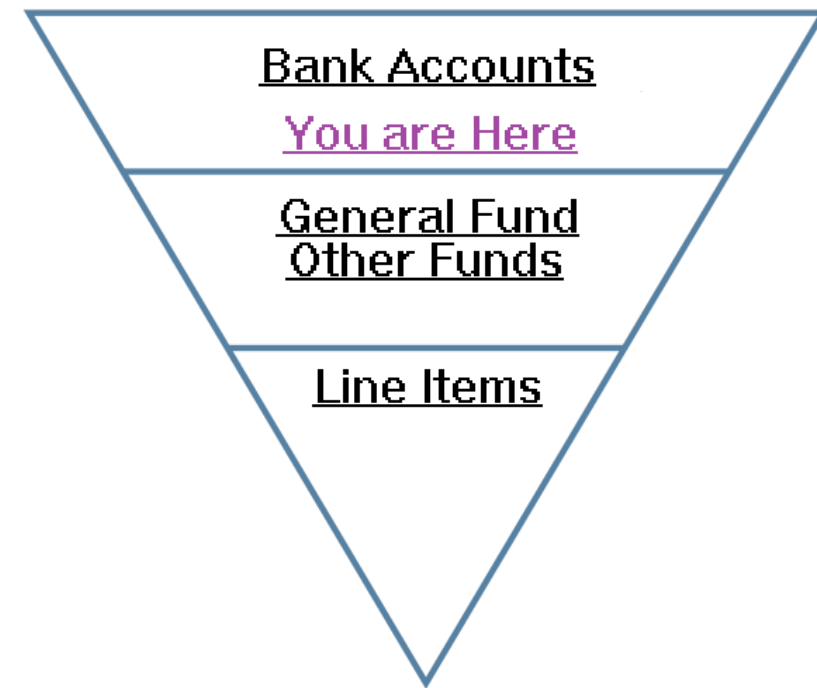 Bank Accounts
You are Here
General Fund
Other Funds
Line Items